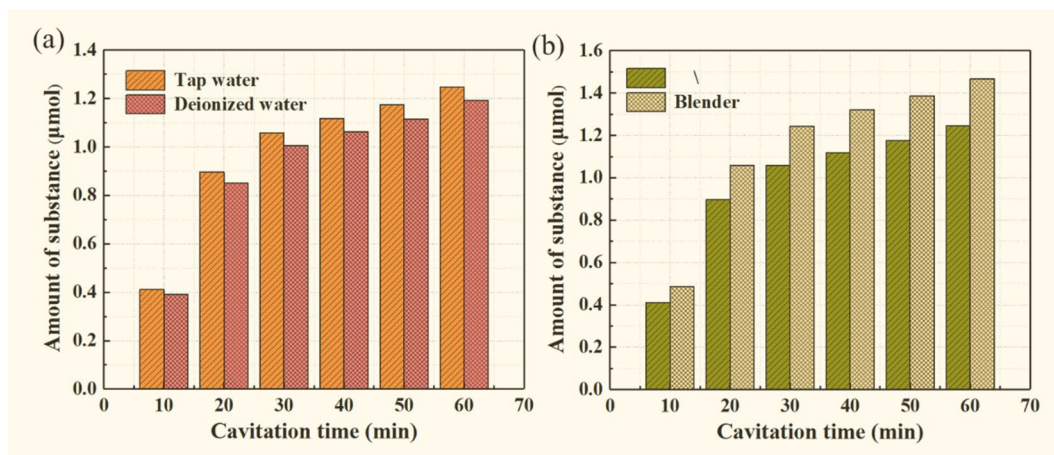 (a)
Amount of substance (μmol)
1.4
1.2
1.0
0.8
0.6
0.4
0.2
0.0
Tap water
Deionized water
0 10 20 30 40 50 60 70
Cavitation time (min)
(b)
Amount of substance (μmol)
1.6
1.4
1.2
1.0
0.8
0.6
0.4
0.2
0.0
\
Blender
0 10 20 30 40 50 60 70
Cavitation time (min)